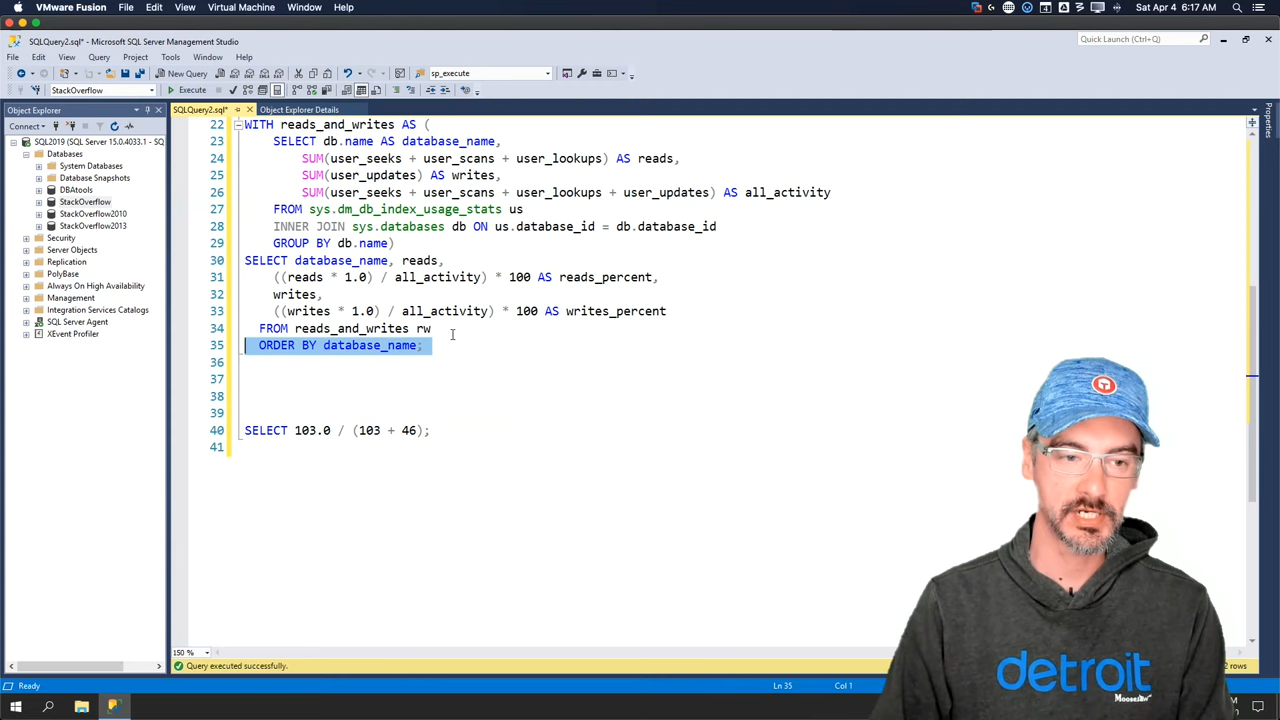 VMware Fusion File Edit View Virtual Machine Window Help Sat Apr 4 6:17 AM
SQLQuery2.sql* - Microsoft SQL Server Management Studio
Quick Launch (Ctrl+Q)
File Edit View Query Project Tools Window Help
New Query sp_execute
StackOverflow Execute
Object Explorer
SQLQuery2.sql* Object Explorer Details
Properties
Connect
SQL2019 (SQL Server 15.0.4033.1 - SQ
Databases
System Databases
Database Snapshots
DBAtools
StackOverflow
StackOverflow2010
StackOverflow2013
Security
Server Objects
Replication
PolyBase
Always On High Availability
Management
Integration Services Catalogs
SQL Server Agent
XEvent Profiler
22 WITH reads_and_writes AS (
23 SELECT db.name AS database_name,
24 SUM(user_seeks + user_scans + user_lookups) AS reads,
25 SUM(user_updates) AS writes,
26 SUM(user_seeks + user_scans + user_lookups + user_updates) AS all_activity
27 FROM sys.dm_db_index_usage_stats us
28 INNER JOIN sys.databases db ON us.database_id = db.database_id
29 GROUP BY db.name)
30 SELECT database_name, reads,
31 ((reads * 1.0) / all_activity) * 100 AS reads_percent,
32 writes,
33 ((writes * 1.0) / all_activity) * 100 AS writes_percent
34 FROM reads_and_writes rw
35 ORDER BY database_name;
36
37
38
39
40 SELECT 103.0 / (103 + 46);
41
150 %
Query executed successfully.
2 rows
Ready Ln 35 Col 1
detroit
Moosejaw